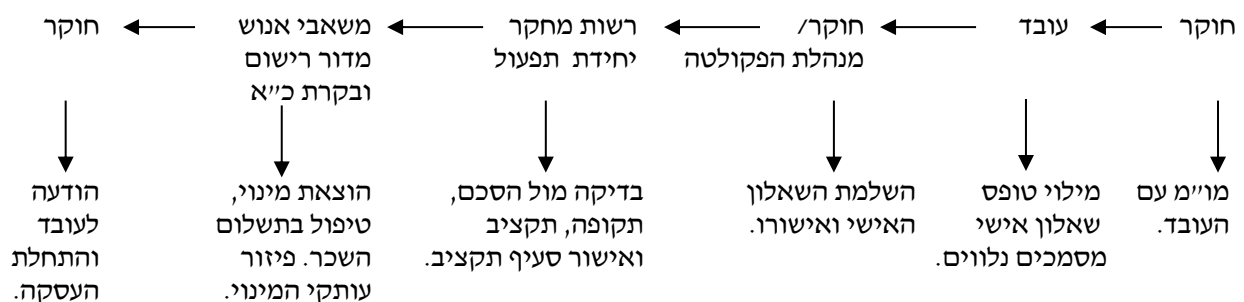 חוקר
עובד
חוקר/
מנהלת הפקולטה
רשות מחקר
יחידת תפעול
משאבי אנוש
מדור רישום
ובקרת כ״א
חוקר
מו״מ עם
העובד.
מילוי טופס
שאלון אישי
מסמכים נלווים.
השלמת השאלון
האישי ואישורו.
בדיקה מול הסכם,
תקופה, תקציב
ואישור סעיף תקציב.
הוצאת מינוי,
טיפול בתשלום
השכר. פיזור
עותקי המינוי.
הודעה
לעובד
והתחלת
העסקה.